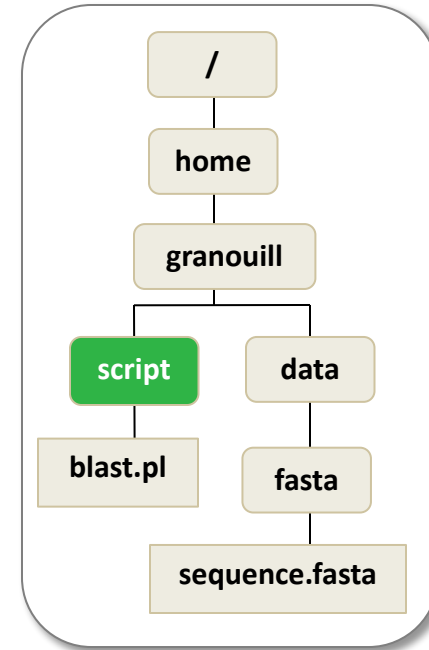 /
home
granouill
script
data
blast.pl
fasta
sequence.fasta